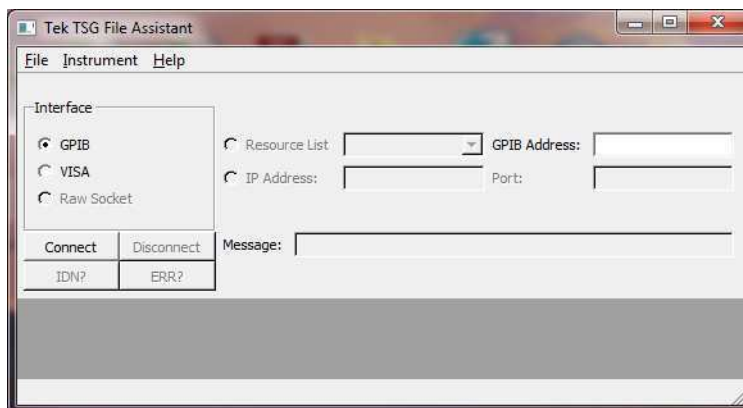 Tek TSG File Assistant
File Instrument Help
Interface
GPIB
VISA
Raw Socket
Resource List
GPIB Address:
IP Address:
Port:
Connect
Disconnect
Message:
IDN?
ERR?